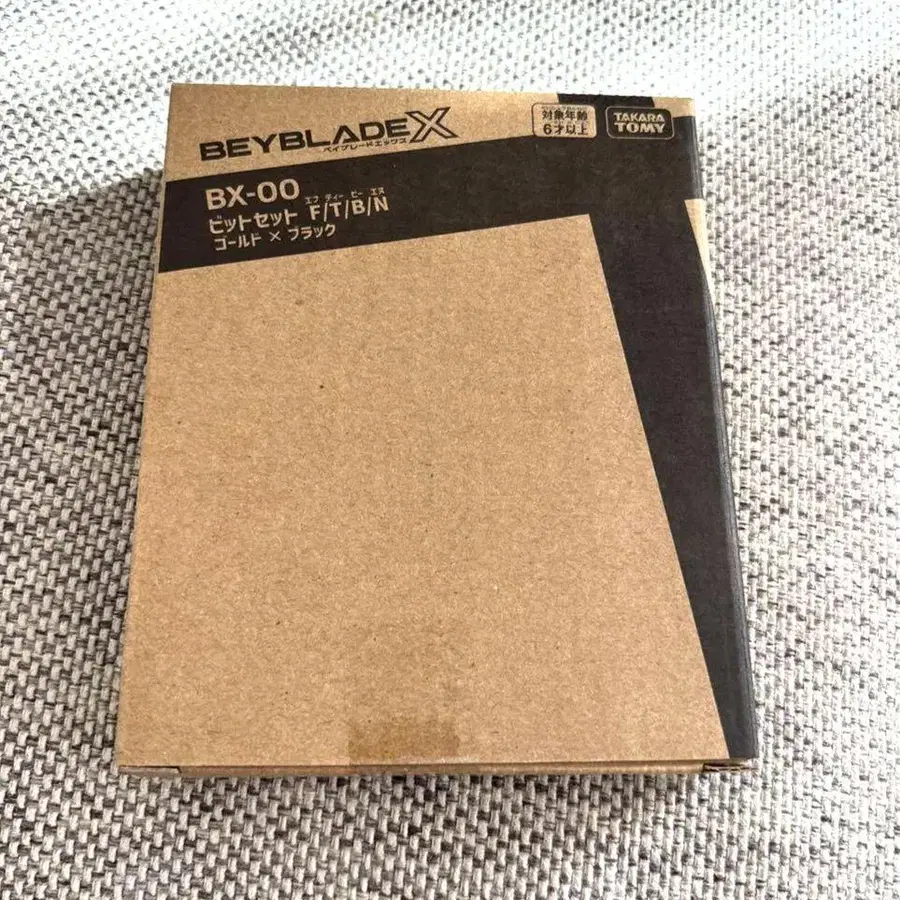 BEYBLADE X
ベイブレードエックス
対象年齢
6才以上
TAKARA
TOMY
BX-00
エフ ティー ビー エヌ
ビットセット F/T/B/N
ゴールド × ブラック